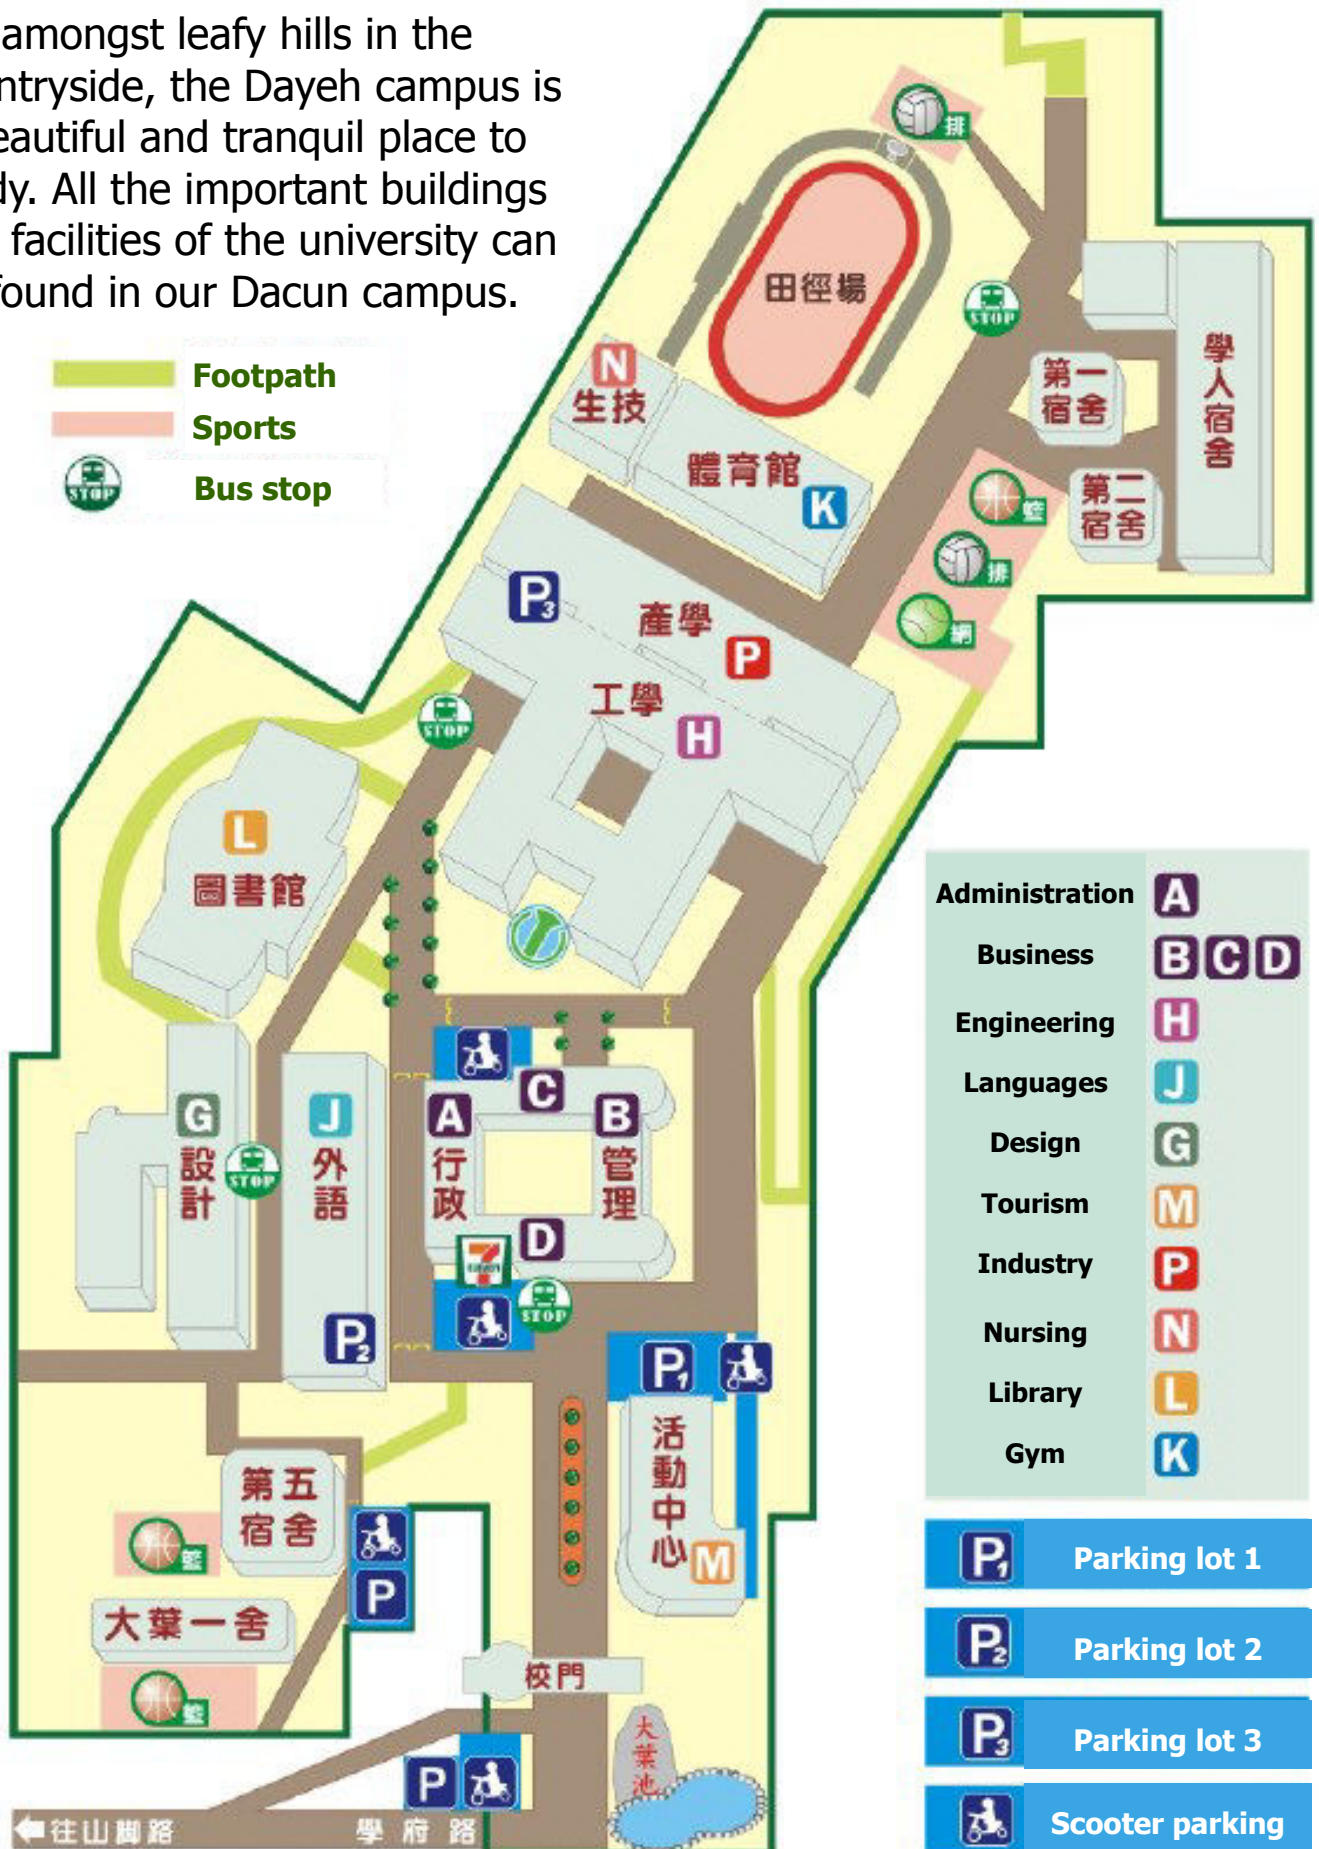 amongst leafy hills in the
ntryside, the Dayeh campus is
eautiful and tranquil place to
dy. All the important buildings
facilities of the university can
found in our Dacun campus.
Footpath
Sports
STOP Bus stop
排
田徑場
STOP
學人宿舍
第一
宿舍
N
生技
體育館
K
第二
宿舍
籃
排
網
P3
產學
P
工學
H
STOP
L
圖書館
G
設計
STOP
J
外語
P2
A
行政
C
B
管理
D
7
ELEVEN
STOP
P1
活動中心
M
第五
宿舍
籃
P
大葉一舍
籃
校門
大葉池
P
往山腳路
學府路
Administration A
Business B C D
Engineering H
Languages J
Design G
Tourism M
Industry P
Nursing N
Library L
Gym K
P1 Parking lot 1
P2 Parking lot 2
P3 Parking lot 3
Scooter parking